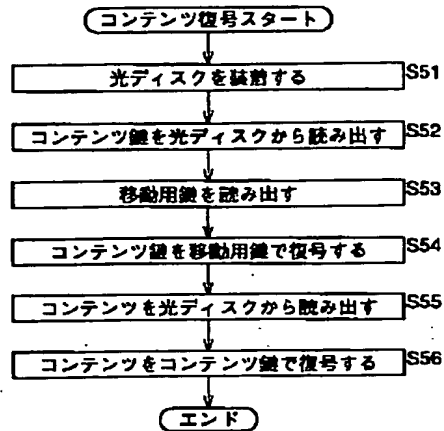 コンテンツ復号スタート
光ディスクを装着する S51
コンテンツ鍵を光ディスクから読み出す S52
移動用鍵を読み出す S53
コンテンツ鍵を移動用鍵で復号する S54
コンテンツを光ディスクから読み出す S55
コンテンツをコンテンツ鍵で復号する S56
エンド